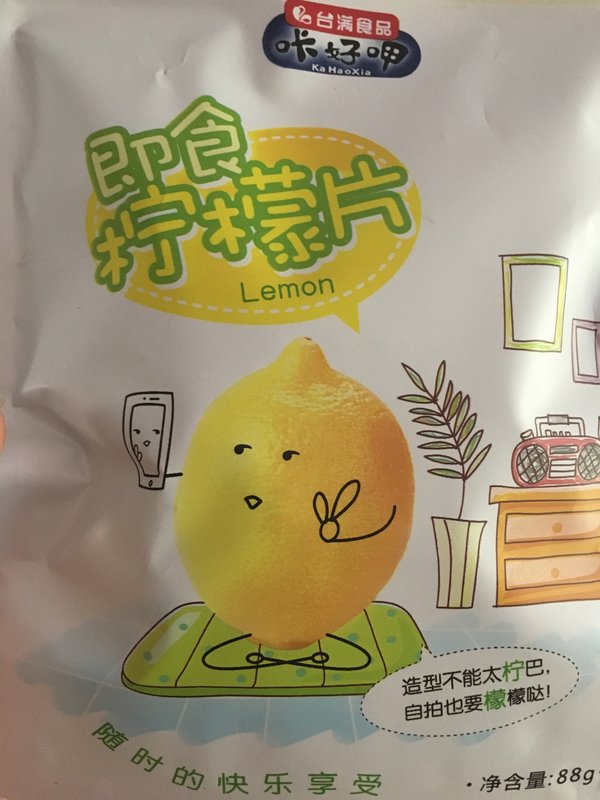 台满食品
咔好呷
KaHaoXia
即食
柠檬片
Lemon
造型不能太柠巴,
自拍也要檬檬哒!
随时的快乐享受
·净含量:88g